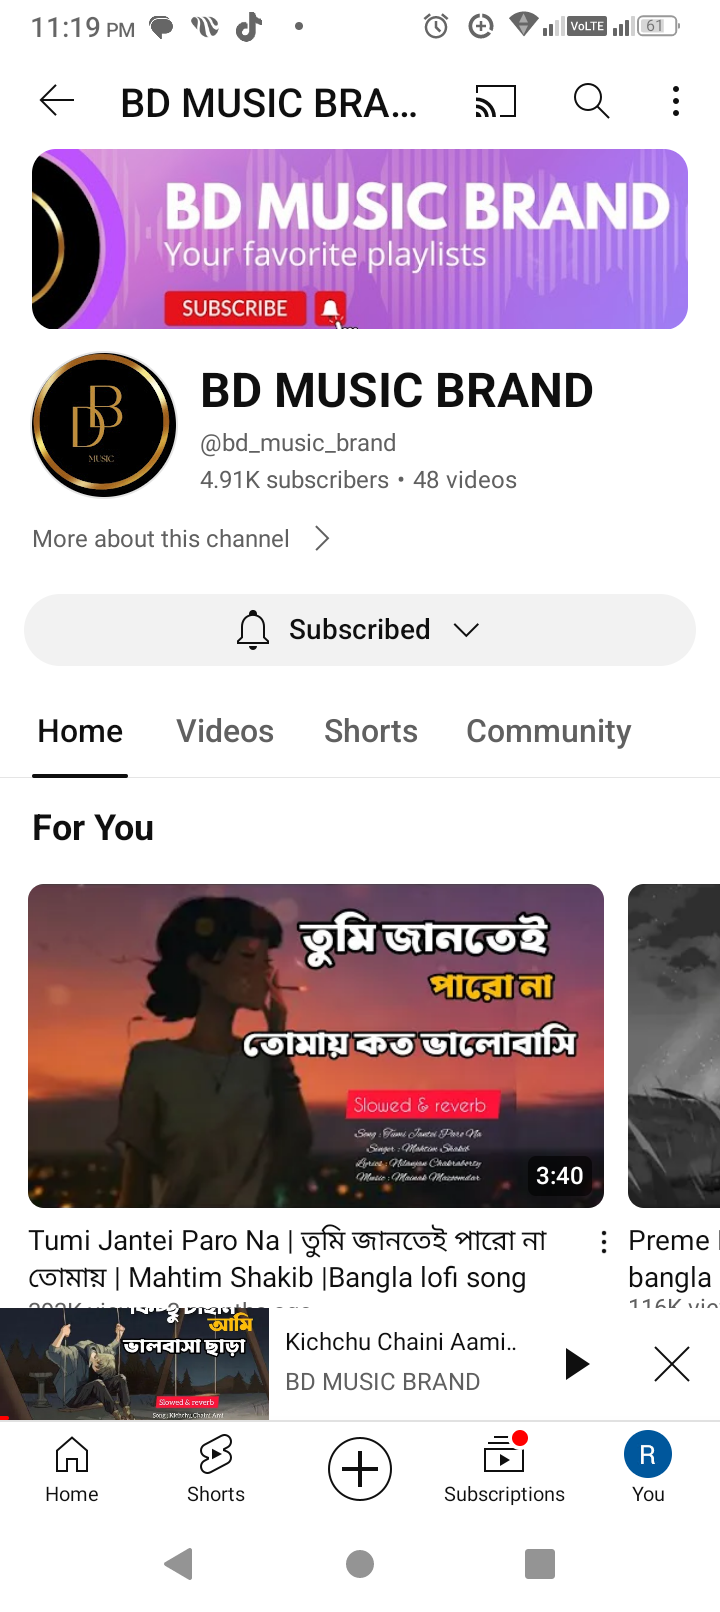 11:19 PM
VoLTE
61
BD MUSIC BRA...
BD MUSIC BRAND
Your favorite playlists
SUBSCRIBE
DB
MUSIC
BD MUSIC BRAND
@bd_music_brand
4.91K subscribers • 48 videos
More about this channel
Subscribed
Home Videos Shorts Community
For You
তুমি জানতেই
পারো না
তোমায় কত ভালোবাসি
Slowed & reverb
Song : Tumi Jantei Paro Na
Singer : Mahtim Shakib
Lyrics : Nilanjan Chakraborty
Music : Mainak Mazoomdar
3:40
Tumi Jantei Paro Na | তুমি জানতেই পারো না
তোমায় | Mahtim Shakib |Bangla lofi song
Preme
bangla
116K
আমি
ভালবাসা ছাড়া
Slowed & reverb
Song : Kichchu Chaini Ami
Kichchu Chaini Aami..
BD MUSIC BRAND
Home
Shorts
Subscriptions
R
You